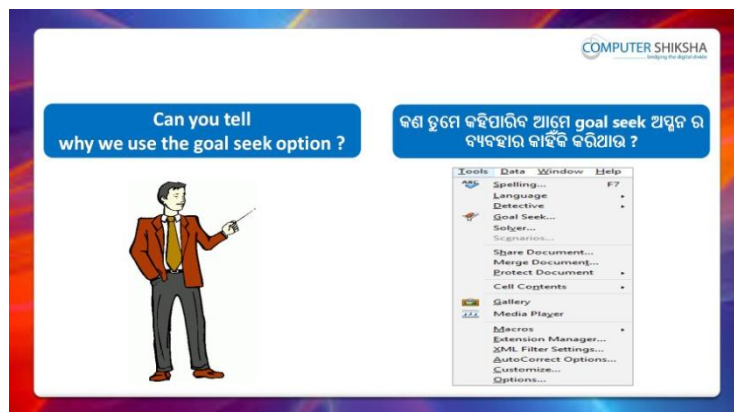 COMPUTER SHIKSHA
bridging the digital divide
Can you tell
why we use the goal seek option ?
କଣ ତୁମେ କହିପାରିବ ଆମେ goal seek ଅପ୍ସନ ର
ବ୍ୟବହାର କାହିଁକି କରିଥାଉ ?
Tools Data Window Help
Spelling... F7
Language
Detective
Goal Seek...
Solver...
Scenarios...
Share Document...
Merge Document...
Protect Document
Cell Contents
Gallery
Media Player
Macros
Extension Manager...
XML Filter Settings...
AutoCorrect Options...
Customize...
Options...